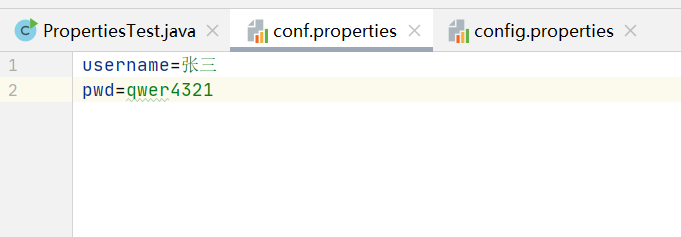 PropertiesTest.java conf.properties config.properties
1 username=张三
2 pwd=qwer4321